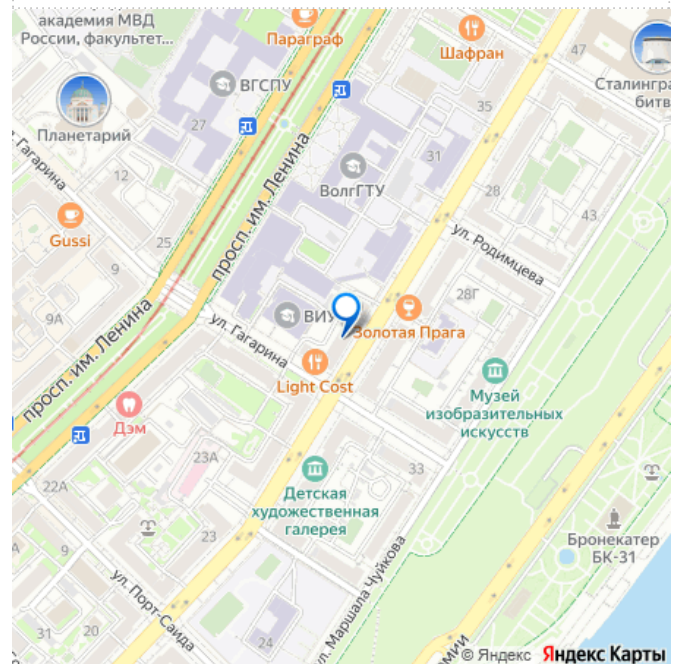 академия МВД
России, факультет...
Параграф
Шафран
47
ВГСПУ
Сталингра
битв
Планетарий
27
35
ул. Гагарина
12
ВолгГТУ
31
28
43
Gussi
25
просп. им. Ленина
ул. Родимцева
9
9А
ВИУ
28Г
Золотая Прага
ул. Гагарина
просп. им. Ленина
Light Cost
Музей
изобразительных
искусств
Дэм
23А
33
22А
Детская
художественная
галерея
23
Бронекатер
БК-31
9
ул. Порт-Саида
ул. Маршала Чуйкова
31
20
24
МИИ
© Яндекс Яндекс Карты